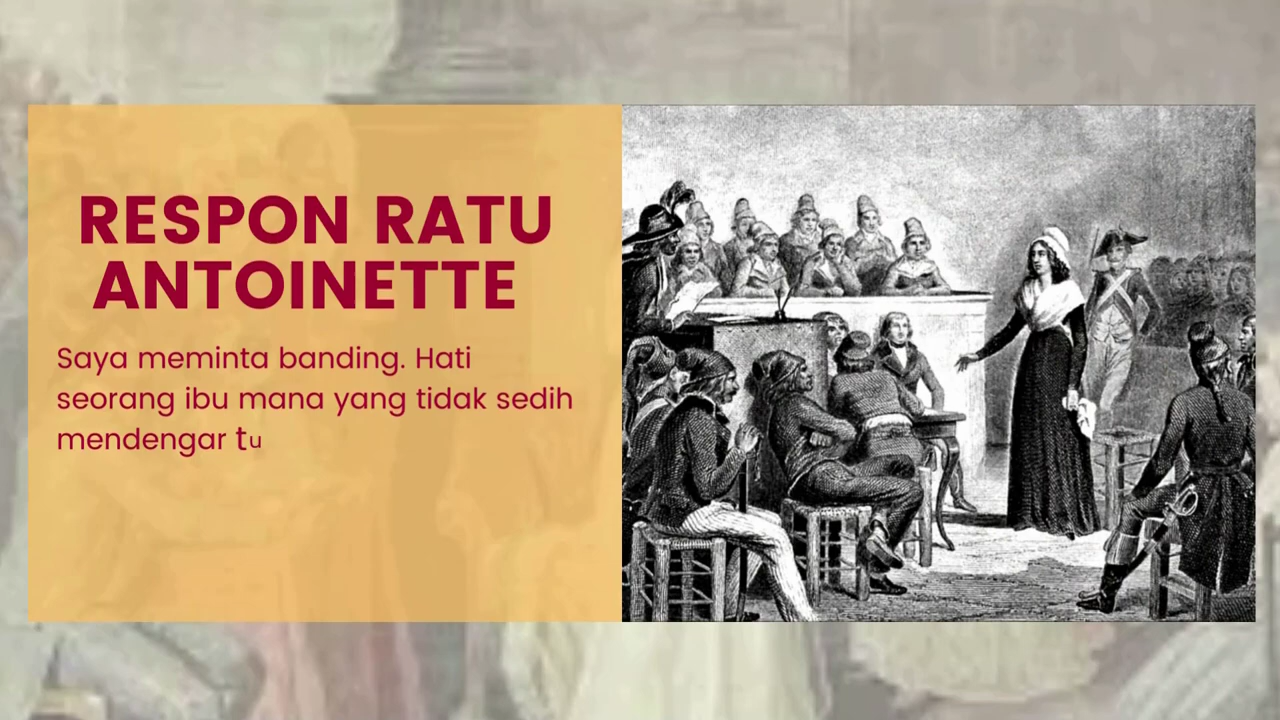 RESPON RATU
ANTOINETTE
Saya meminta banding. Hati
seorang ibu mana yang tidak sedih
mendengar tu